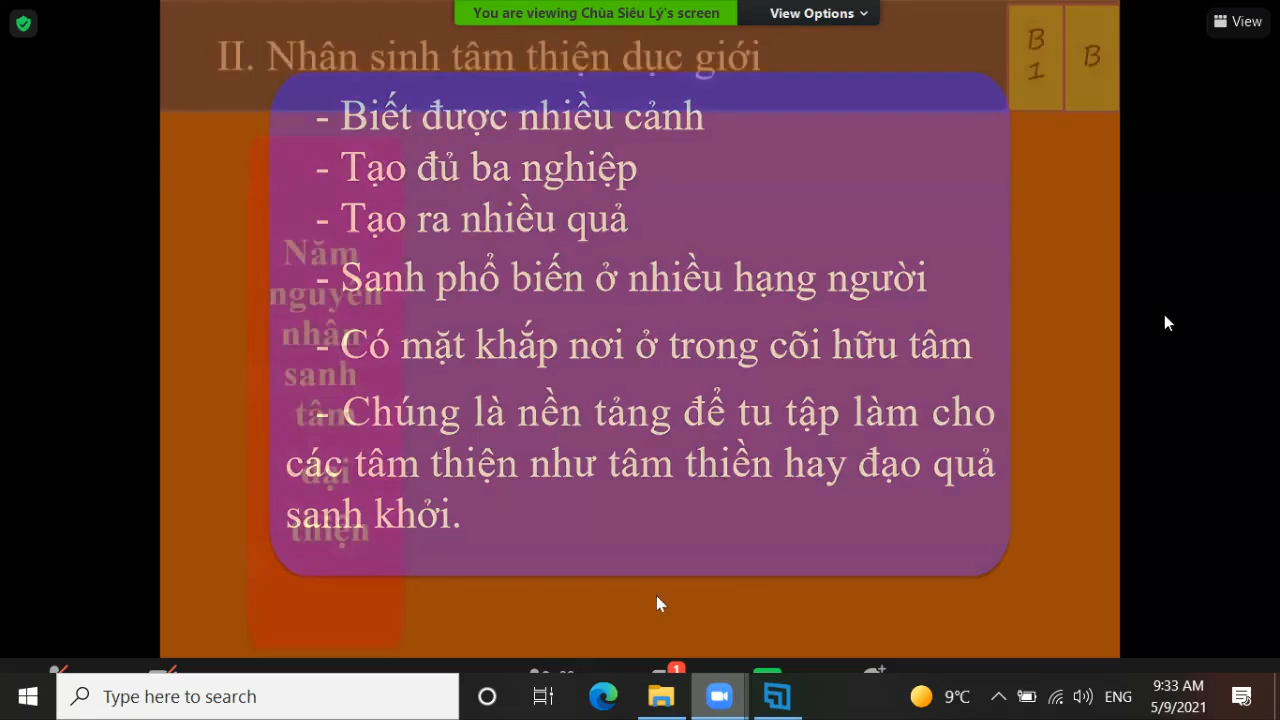 You are viewing Chùa Siêu Lý's screen
View Options
View
II. Nhân sinh tâm thiện dục giới
B
1
B
- Biết được nhiều cảnh
- Tạo đủ ba nghiệp
- Tạo ra nhiều quả
- Sanh phổ biến ở nhiều hạng người
- Có mặt khắp nơi ở trong cõi hữu tâm
- Chúng là nền tảng để tu tập làm cho
các tâm thiện như tâm thiền hay đạo quả
sanh khởi.
Năm
nguyên
nhân
sanh
tâm
đại
thiện
1
Type here to search
9°C
ENG
9:33 AM
5/9/2021